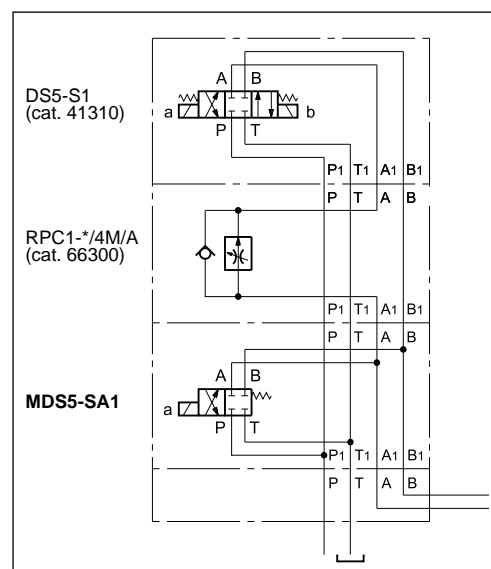 A B
DS5-S1
(cat. 41310)
a b
P T
P1 T1 A1 B1
P T A B
RPC1-*/4M/A
(cat. 66300)
P1 T1 A1 B1
P T A B
A B
MDS5-SA1
a
P T
P1 T1 A1 B1
P T A B